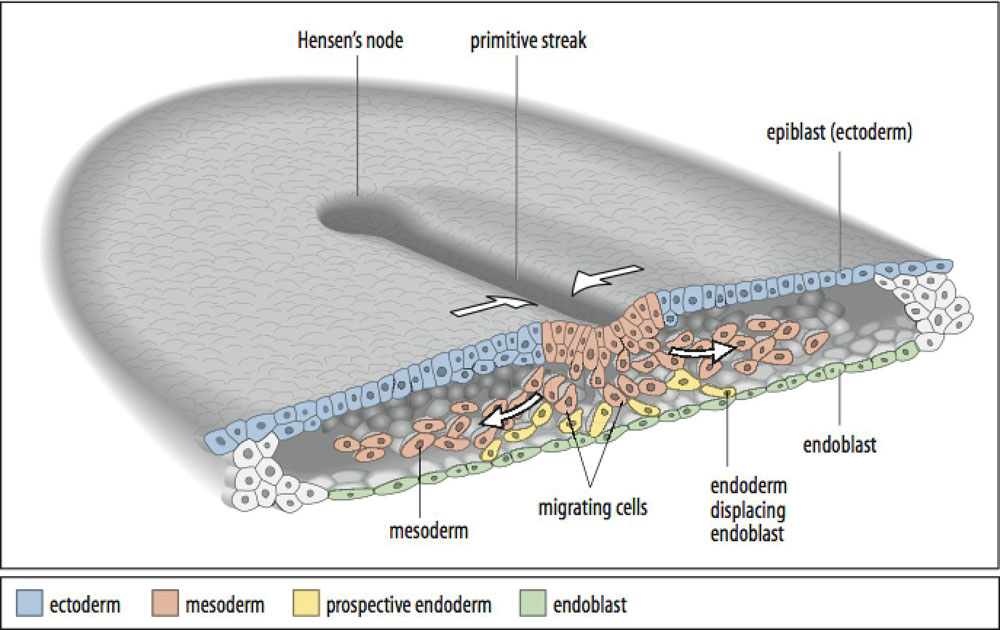 Hensen's node
primitive streak
epiblast (ectoderm)
endoblast
endoderm
displacing
endoblast
migrating cells
mesoderm
ectoderm
mesoderm
prospective endoderm
endoblast